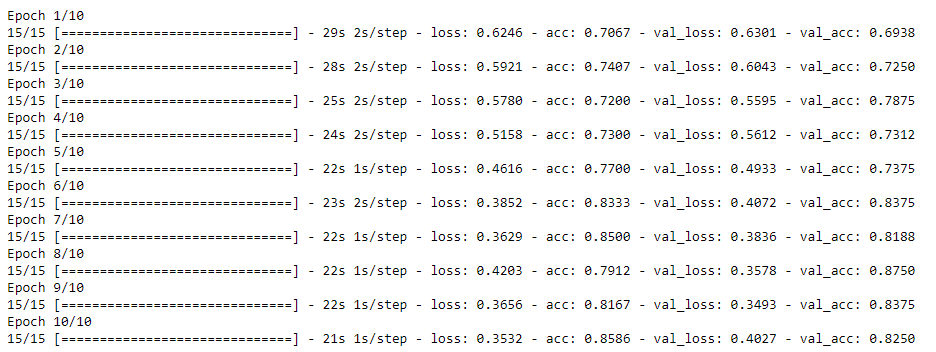 Epoch 1/10
15/15 [==============================] - 29s 2s/step - loss: 0.6246 - acc: 0.7067 - val_loss: 0.6301 - val_acc: 0.6938
Epoch 2/10
15/15 [==============================] - 28s 2s/step - loss: 0.5921 - acc: 0.7407 - val_loss: 0.6043 - val_acc: 0.7250
Epoch 3/10
15/15 [==============================] - 25s 2s/step - loss: 0.5780 - acc: 0.7200 - val_loss: 0.5595 - val_acc: 0.7875
Epoch 4/10
15/15 [==============================] - 24s 2s/step - loss: 0.5158 - acc: 0.7300 - val_loss: 0.5612 - val_acc: 0.7312
Epoch 5/10
15/15 [==============================] - 22s 1s/step - loss: 0.4616 - acc: 0.7700 - val_loss: 0.4933 - val_acc: 0.7375
Epoch 6/10
15/15 [==============================] - 23s 2s/step - loss: 0.3852 - acc: 0.8333 - val_loss: 0.4072 - val_acc: 0.8375
Epoch 7/10
15/15 [==============================] - 22s 1s/step - loss: 0.3629 - acc: 0.8500 - val_loss: 0.3836 - val_acc: 0.8188
Epoch 8/10
15/15 [==============================] - 22s 1s/step - loss: 0.4203 - acc: 0.7912 - val_loss: 0.3578 - val_acc: 0.8750
Epoch 9/10
15/15 [==============================] - 22s 1s/step - loss: 0.3656 - acc: 0.8167 - val_loss: 0.3493 - val_acc: 0.8375
Epoch 10/10
15/15 [==============================] - 21s 1s/step - loss: 0.3532 - acc: 0.8586 - val_loss: 0.4027 - val_acc: 0.8250